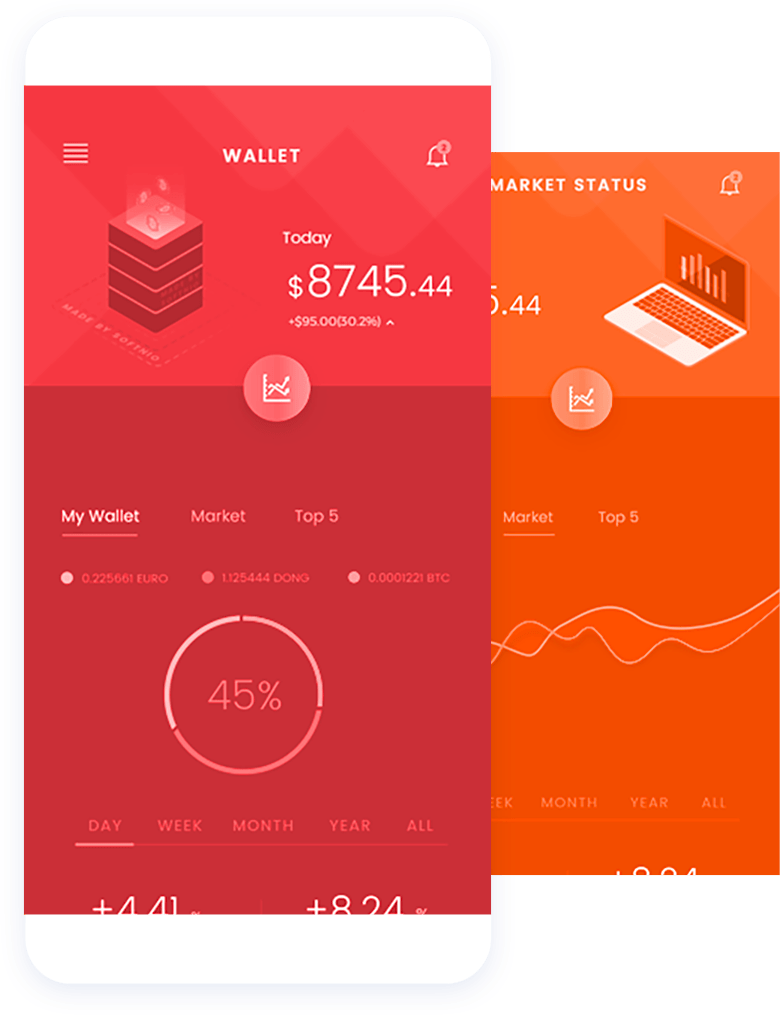 WALLET
2
Today
$8745.44
+$95.00(30.2%)
MADE BY SOFTNIO
My Wallet
Market
Top 5
0.225661 EURO
1.125444 DONG
0.0001221 BTC
45%
DAY
WEEK
MONTH
YEAR
ALL
+4.41 %
+8.24 %
MARKET STATUS
2
5.44
Market
Top 5
EEK
MONTH
YEAR
ALL
+8.24